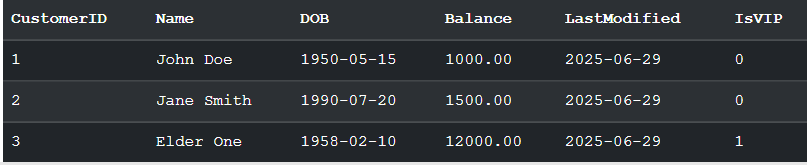 CustomerID Name DOB Balance LastModified IsVIP
1 John Doe 1950-05-15 1000.00 2025-06-29 0
2 Jane Smith 1990-07-20 1500.00 2025-06-29 0
3 Elder One 1958-02-10 12000.00 2025-06-29 1